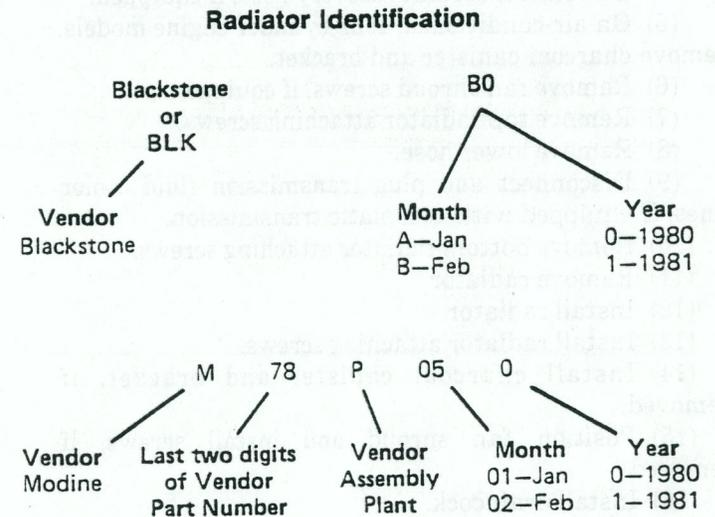 Radiator Identification
Blackstone
or
BLK
B0
Vendor
Blackstone
Month
A—Jan
B—Feb
Year
0—1980
1—1981
M 78 P 05 0
Vendor
Modine
Last two digits
of Vendor
Part Number
Vendor
Assembly
Plant
Month
01—Jan
02—Feb
Year
0—1980
1—1981